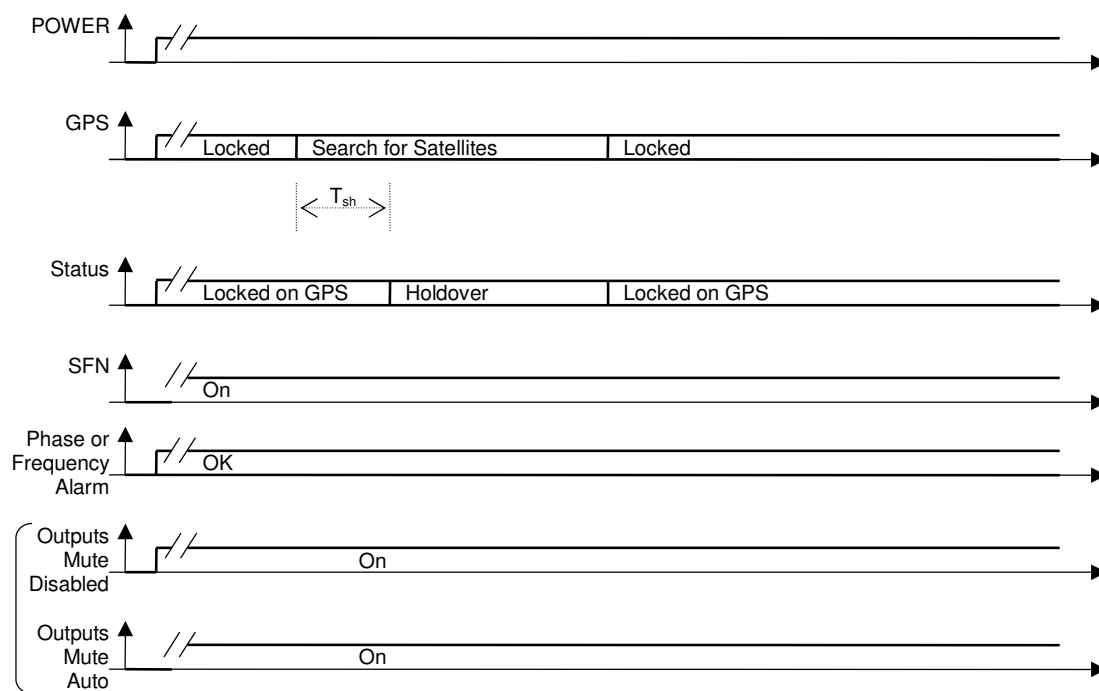 POWER
GPS
Locked
Search for Satellites
Locked
Tsh
Status
Locked on GPS
Holdover
Locked on GPS
SFN
On
Phase or
Frequency
Alarm
OK
Outputs
Mute
Disabled
On
Outputs
Mute
Auto
On